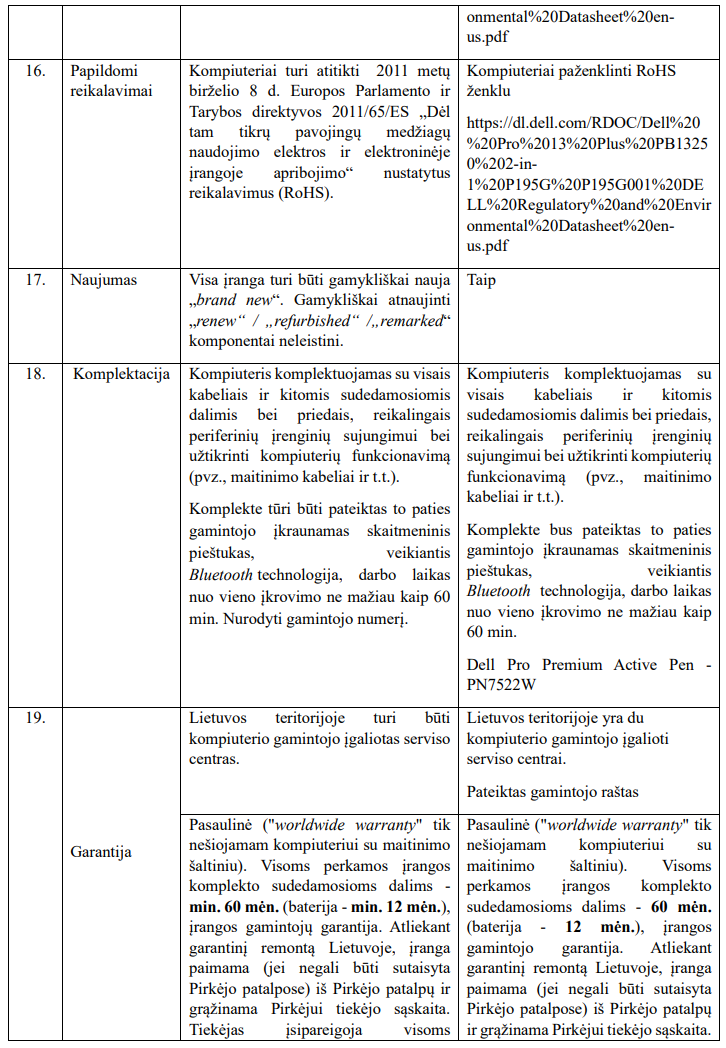 onmental%20Datasheet%20en-
us.pdf
16.
Papildomi
reikalavimai
Kompiuteriai turi atitikti 2011 metų
birželio 8 d. Europos Parlamento ir
Tarybos direktyvos 2011/65/ES „Dėl
tam tikrų pavojingų medžiagų
naudojimo elektros ir elektroninėje
įrangoje apribojimo“ nustatytus
reikalavimus (RoHS).
Kompiuteriai paženklinti RoHS
ženklu
https://dl.dell.com/RDOC/Dell%20
%20Pro%2013%20Plus%20PB1325
0%202-in-
1%20P195G%20P195G001%20DE
LL%20Regulatory%20and%20Envir
onmental%20Datasheet%20en-
us.pdf
17.
Naujumas
Visa įranga turi būti gamykliškai nauja
„brand new“. Gamykliškai atnaujinti
„renew“ / „refurbished“ /„remarked“
komponentai neleistini.
Taip
18.
Komplektacija
Kompiuteris komplektuojamas su visais
kabeliais ir kitomis sudedamosiomis
dalimis bei priedais, reikalingais
periferinių įrenginių sujungimui bei
užtikrinti kompiuterių funkcionavimą
(pvz., maitinimo kabeliai ir t.t.).
Komplekte tūri būti pateiktas to paties
gamintojo įkraunamas skaitmeninis
pieštukas, veikiantis
Bluetooth technologija, darbo laikas
nuo vieno įkrovimo ne mažiau kaip 60
min. Nurodyti gamintojo numerį.
Kompiuteris komplektuojamas su
visais kabeliais ir kitomis
sudedamosiomis dalimis bei priedais,
reikalingais periferinių įrenginių
sujungimui bei užtikrinti kompiuterių
funkcionavimą (pvz., maitinimo
kabeliai ir t.t.).
Komplekte bus pateiktas to paties
gamintojo įkraunamas skaitmeninis
pieštukas, veikiantis
Bluetooth technologija, darbo laikas
nuo vieno įkrovimo ne mažiau kaip
60 min.
Dell Pro Premium Active Pen -
PN7522W
19.
Garantija
Lietuvos teritorijoje turi būti
kompiuterio gamintojo įgaliotas serviso
centras.
Lietuvos teritorijoje yra du
kompiuterio gamintojo įgalioti
serviso centrai.
Pateiktas gamintojo raštas
Pasaulinė ("worldwide warranty" tik
nešiojamam kompiuteriui su maitinimo
šaltiniu). Visoms perkamos įrangos
komplekto sudedamosioms dalims -
min. 60 mėn. (baterija - min. 12 mėn.),
įrangos gamintojų garantija. Atliekant
garantinį remontą Lietuvoje, įranga
paimama (jei negali būti sutaisyta
Pirkėjo patalpose) iš Pirkėjo patalpų ir
grąžinama Pirkėjui tiekėjo sąskaita.
Tiekėjas įsipareigoja visoms
Pasaulinė ("worldwide warranty" tik
nešiojamam kompiuteriui su
maitinimo šaltiniu). Visoms
perkamos įrangos komplekto
sudedamosioms dalims - 60 mėn.
(baterija - 12 mėn.), įrangos
gamintojo garantija. Atliekant
garantinį remontą Lietuvoje, įranga
paimama (jei negali būti sutaisyta
Pirkėjo patalpose) iš Pirkėjo patalpų
ir grąžinama Pirkėjui tiekėjo sąskaita.